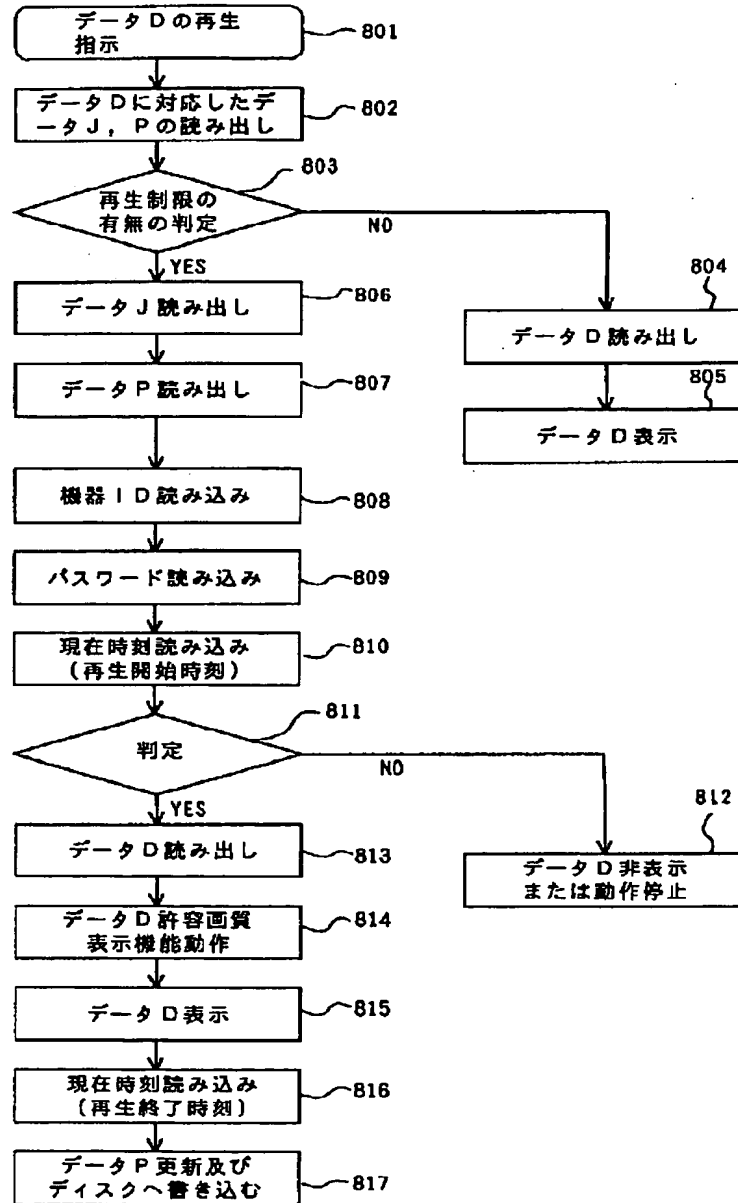 データDの再生
指示
801
データDに対応したデ
ータJ，Pの読み出し
802
803
再生制限の
有無の判定
NO
YES
804
データJ読み出し
806
データD読み出し
805
データP読み出し
807
データD表示
機器ID読み込み
808
パスワード読み込み
809
現在時刻読み込み
(再生開始時刻)
810
811
判定
NO
YES
812
データD読み出し
813
データD非表示
または動作停止
データD許容画質
表示機能動作
814
データD表示
815
現在時刻読み込み
(再生終了時刻)
816
データP更新及び
ディスクへ書き込む
817